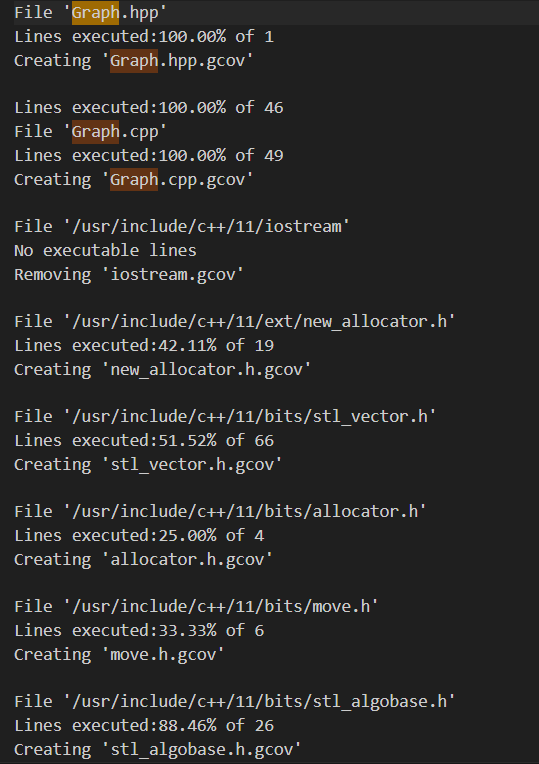 File 'Graph.hpp'
Lines executed:100.00% of 1
Creating 'Graph.hpp.gcov'
Lines executed:100.00% of 46
File 'Graph.cpp'
Lines executed:100.00% of 49
Creating 'Graph.cpp.gcov'
File '/usr/include/c++/11/iostream'
No executable lines
Removing 'iostream.gcov'
File '/usr/include/c++/11/ext/new_allocator.h'
Lines executed:42.11% of 19
Creating 'new_allocator.h.gcov'
File '/usr/include/c++/11/bits/stl_vector.h'
Lines executed:51.52% of 66
Creating 'stl_vector.h.gcov'
File '/usr/include/c++/11/bits/allocator.h'
Lines executed:25.00% of 4
Creating 'allocator.h.gcov'
File '/usr/include/c++/11/bits/move.h'
Lines executed:33.33% of 6
Creating 'move.h.gcov'
File '/usr/include/c++/11/bits/stl_algobase.h'
Lines executed:88.46% of 26
Creating 'stl_algobase.h.gcov'